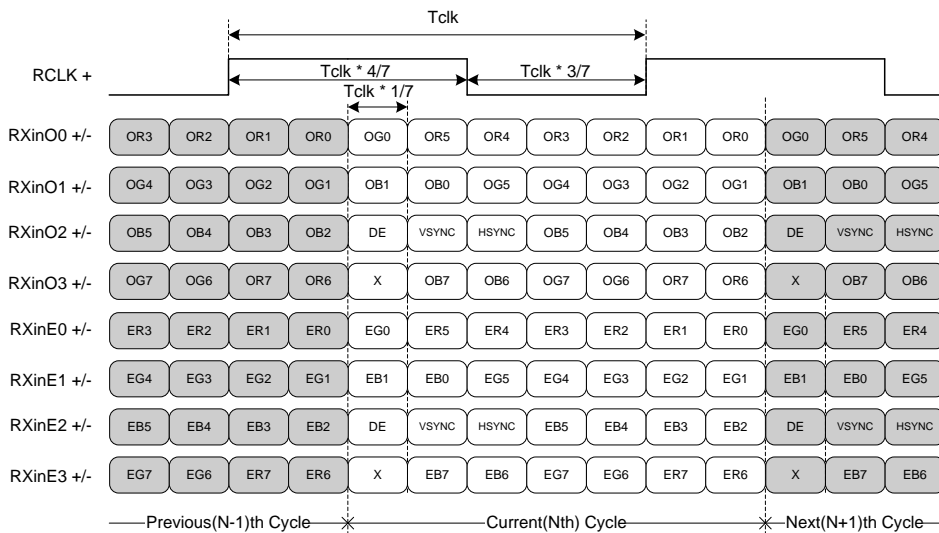 Tclk
RCLK +
Tclk * 4/7 Tclk * 3/7
Tclk * 1/7
RXinO0 +/- OR3 OR2 OR1 OR0 OG0 OR5 OR4 OR3 OR2 OR1 OR0 OG0 OR5 OR4
RXinO1 +/- OG4 OG3 OG2 OG1 OB1 OB0 OG5 OG4 OG3 OG2 OG1 OB1 OB0 OG5
RXinO2 +/- OB5 OB4 OB3 OB2 DE VSYNC HSYNC OB5 OB4 OB3 OB2 DE VSYNC HSYNC
RXinO3 +/- OG7 OG6 OR7 OR6 X OB7 OB6 OG7 OG6 OR7 OR6 X OB7 OB6
RXinE0 +/- ER3 ER2 ER1 ER0 EG0 ER5 ER4 ER3 ER2 ER1 ER0 EG0 ER5 ER4
RXinE1 +/- EG4 EG3 EG2 EG1 EB1 EB0 EG5 EG4 EG3 EG2 EG1 EB1 EB0 EG5
RXinE2 +/- EB5 EB4 EB3 EB2 DE VSYNC HSYNC EB5 EB4 EB3 EB2 DE VSYNC HSYNC
RXinE3 +/- EG7 EG6 ER7 ER6 X EB7 EB6 EG7 EG6 ER7 ER6 X EB7 EB6
Previous(N-1)th Cycle Current(Nth) Cycle Next(N+1)th Cycle